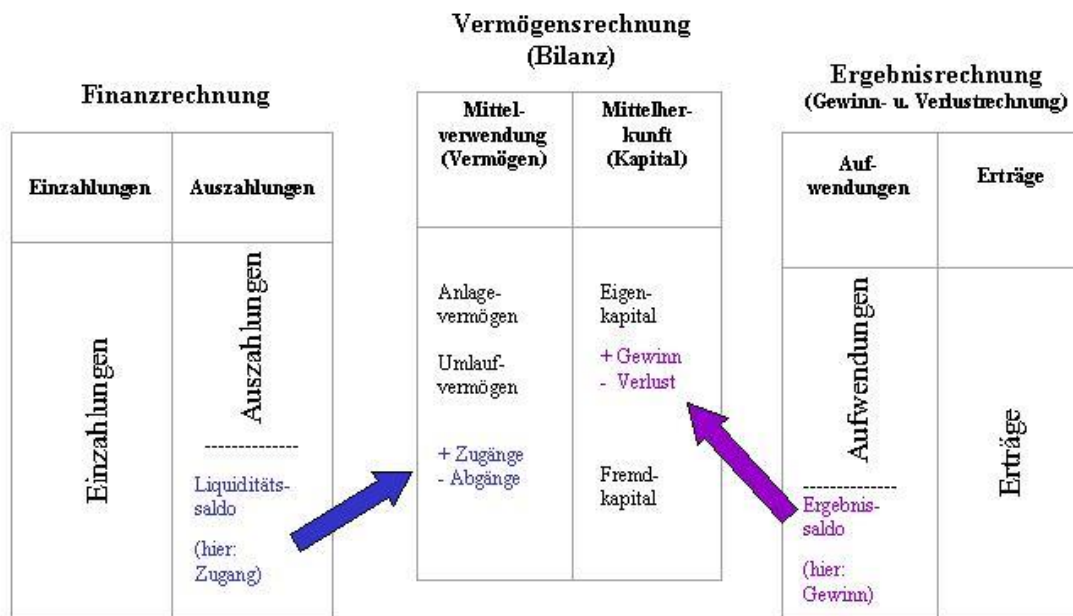 Vermögensrechnung
(Bilanz)
Finanzrechnung
Einzahlungen
Auszahlungen
Einzahlungen
Auszahlungen
------------
Liquiditäts-
saldo
(hier:
Zugang)
Mittel-
verwendung
(Vermögen)
Mittelher-
kunft
(Kapital)
Anlage-
vermögen
Umlauf-
vermögen
+ Zugänge
- Abgänge
Eigen-
kapital
+ Gewinn
- Verlust
Fremd-
kapital
Ergebnisrechnung
(Gewinn- u. Verlustrechnung)
Auf-
wendungen
Erträge
Aufwendungen
------------
Ergebnis-
saldo
(hier:
Gewinn)
Erträge